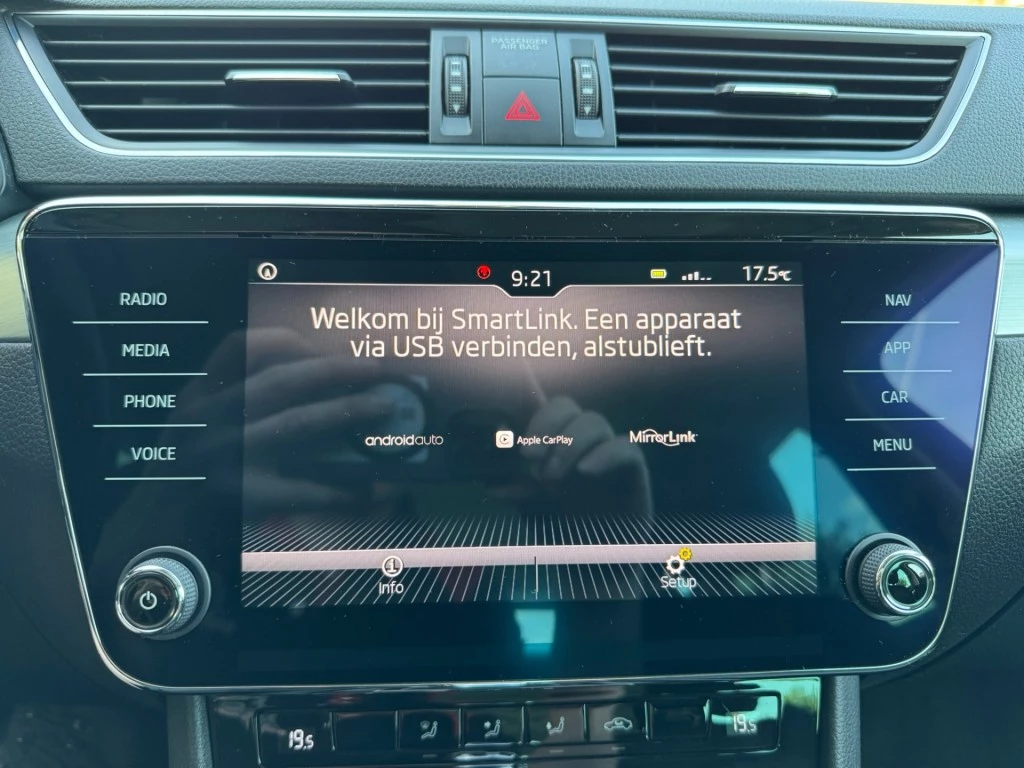 PASSENGER
AIR BAG
9:21
17.5°C
RADIO
MEDIA
PHONE
VOICE
Welkom bij SmartLink. Een apparaat
via USB verbinden, alstublieft.
androidauto
Apple CarPlay
MirrorLink
Info
Setup
NAV
APP
CAR
MENU
19.5
19.5